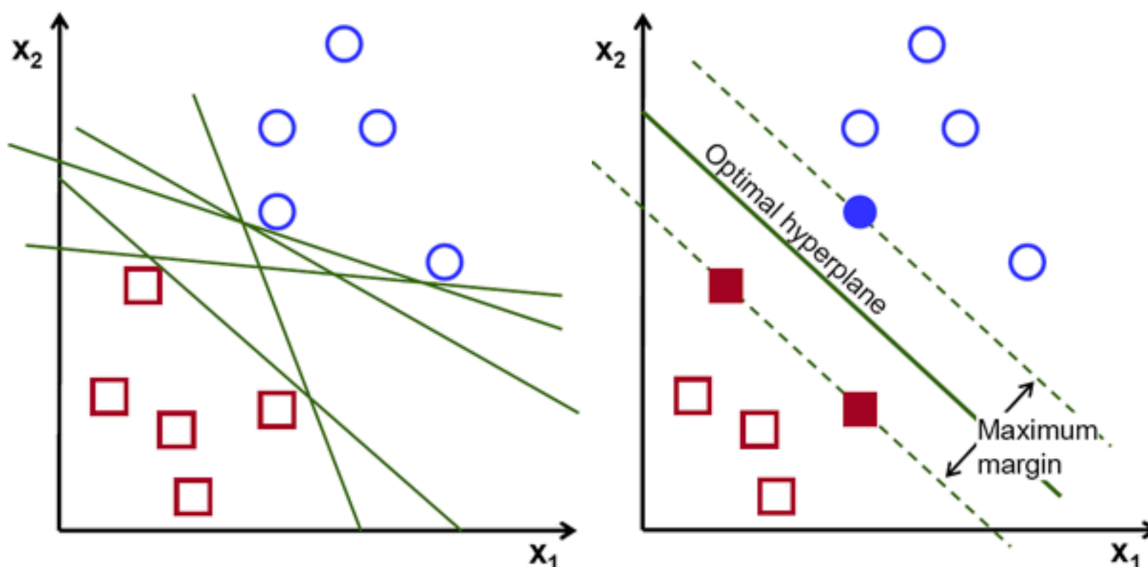 x₂
x₁
x₂
Optimal hyperplane
Maximum
margin
x₁